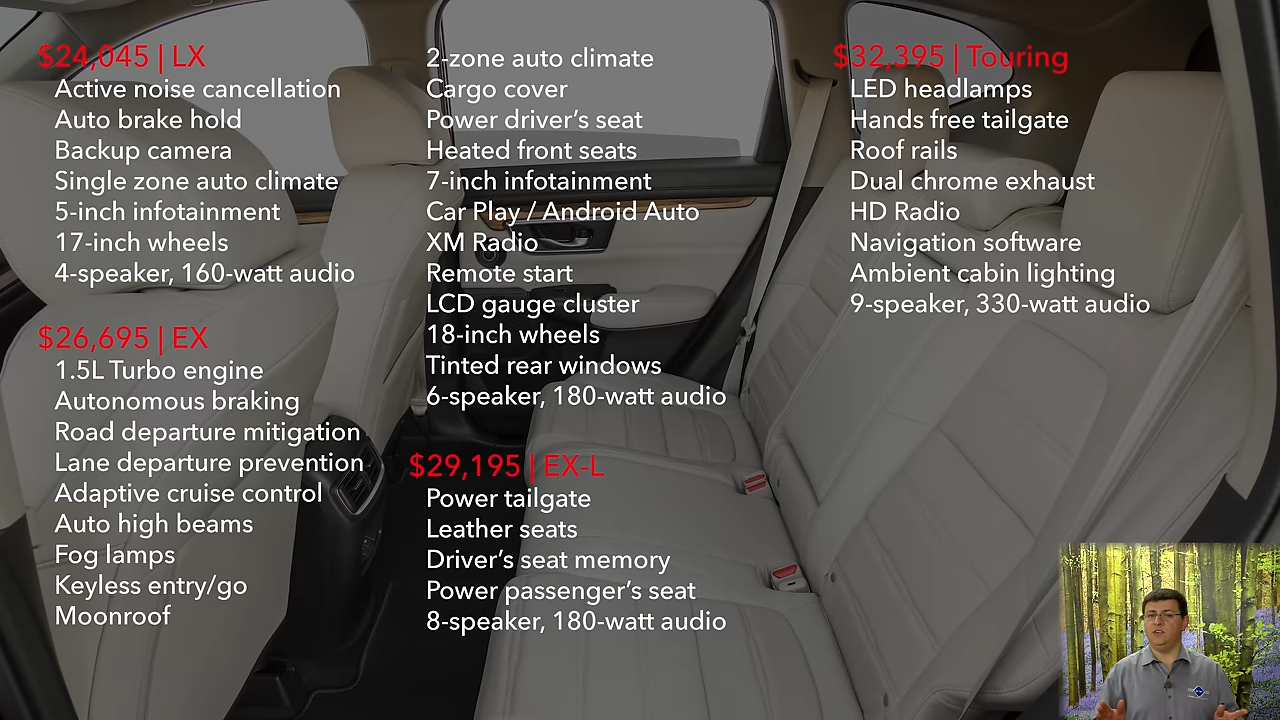 $24,045 | LX
Active noise cancellation
Auto brake hold
Backup camera
Single zone auto climate
5-inch infotainment
17-inch wheels
4-speaker, 160-watt audio
$26,695 | EX
1.5L Turbo engine
Autonomous braking
Road departure mitigation
Lane departure prevention
Adaptive cruise control
Auto high beams
Fog lamps
Keyless entry/go
Moonroof
2-zone auto climate
Cargo cover
Power driver’s seat
Heated front seats
7-inch infotainment
Car Play / Android Auto
XM Radio
Remote start
LCD gauge cluster
18-inch wheels
Tinted rear windows
6-speaker, 180-watt audio
$29,195 | EX-L
Power tailgate
Leather seats
Driver’s seat memory
Power passenger’s seat
8-speaker, 180-watt audio
$32,395 | Touring
LED headlamps
Hands free tailgate
Roof rails
Dual chrome exhaust
HD Radio
Navigation software
Ambient cabin lighting
9-speaker, 330-watt audio